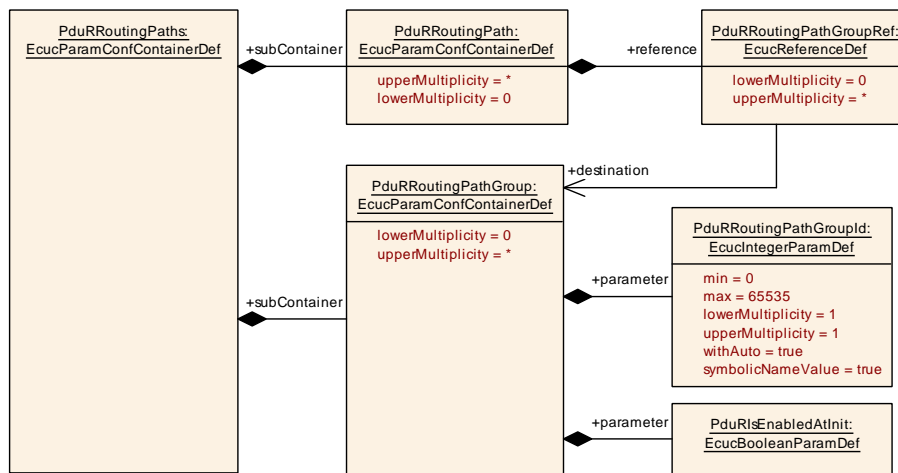 PduRRoutingPaths:
EcucParamConfContainerDef
+subContainer
PduRRoutingPath:
EcucParamConfContainerDef
upperMultiplicity = *
lowerMultiplicity = 0
+reference
PduRRoutingPathGroupRef:
EcucReferenceDef
lowerMultiplicity = 0
upperMultiplicity = *
+destination
+subContainer
PduRRoutingPathGroup:
EcucParamConfContainerDef
lowerMultiplicity = 0
upperMultiplicity = *
+parameter
PduRRoutingPathGroupId:
EcucIntegerParamDef
min = 0
max = 65535
lowerMultiplicity = 1
upperMultiplicity = 1
withAuto = true
symbolicNameValue = true
+parameter
PduRIsEnabledAtInit:
EcucBooleanParamDef